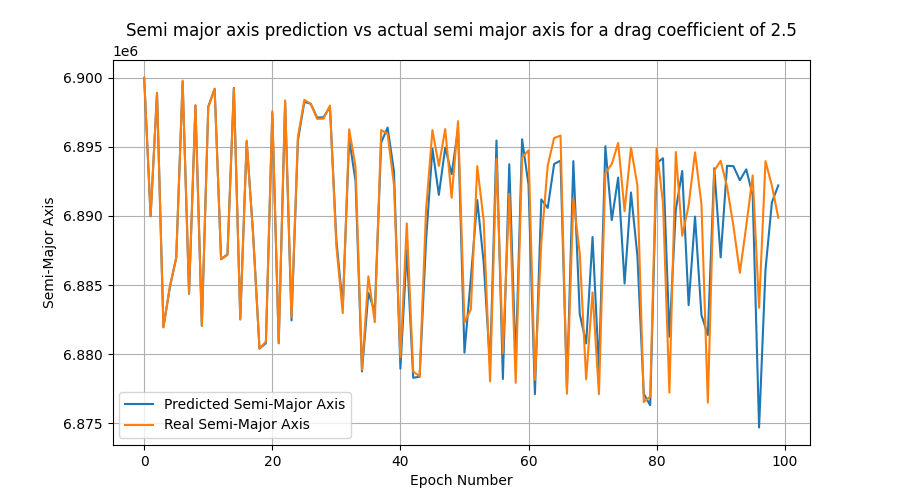 Semi major axis prediction vs actual semi major axis for a drag coefficient of 2.5
1e6
6.900
6.895
6.890
6.885
6.880
6.875
Semi-Major Axis
Predicted Semi-Major Axis
Real Semi-Major Axis
0 20 40 60 80 100
Epoch Number